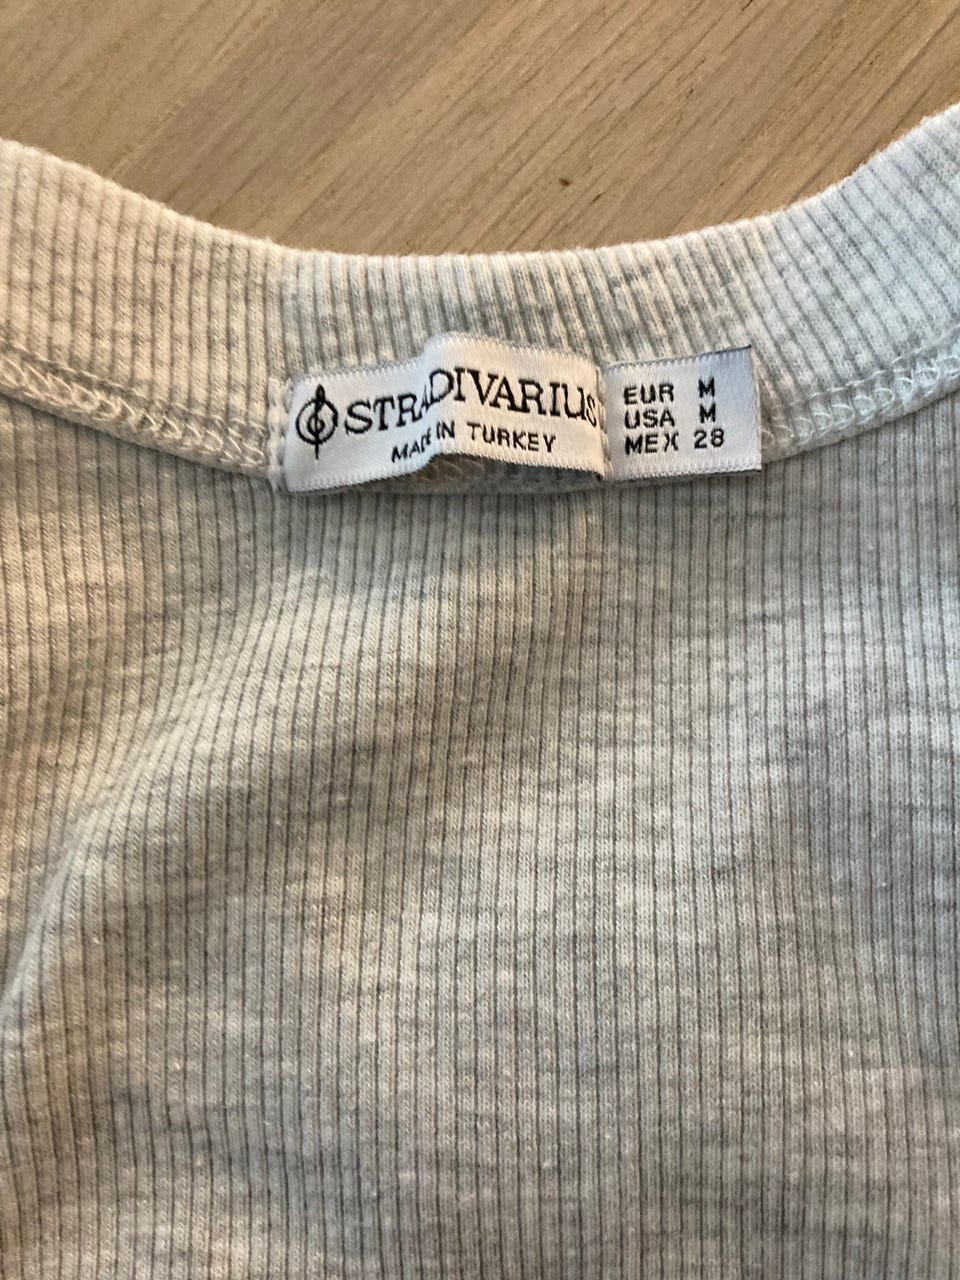 STRADIVARIUS
MADE IN TURKEY
EUR M
USA M
MEX 28